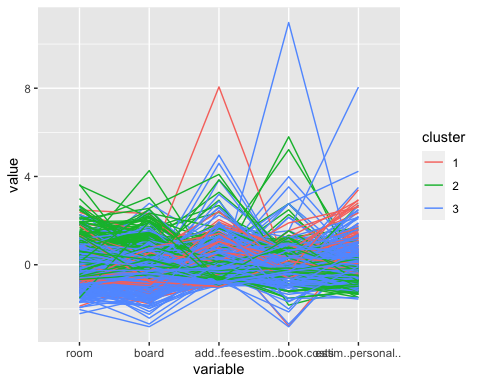 8
4
0
value
room board add..fees estim..book.costs estim..personal..
variable
cluster
1
2
3